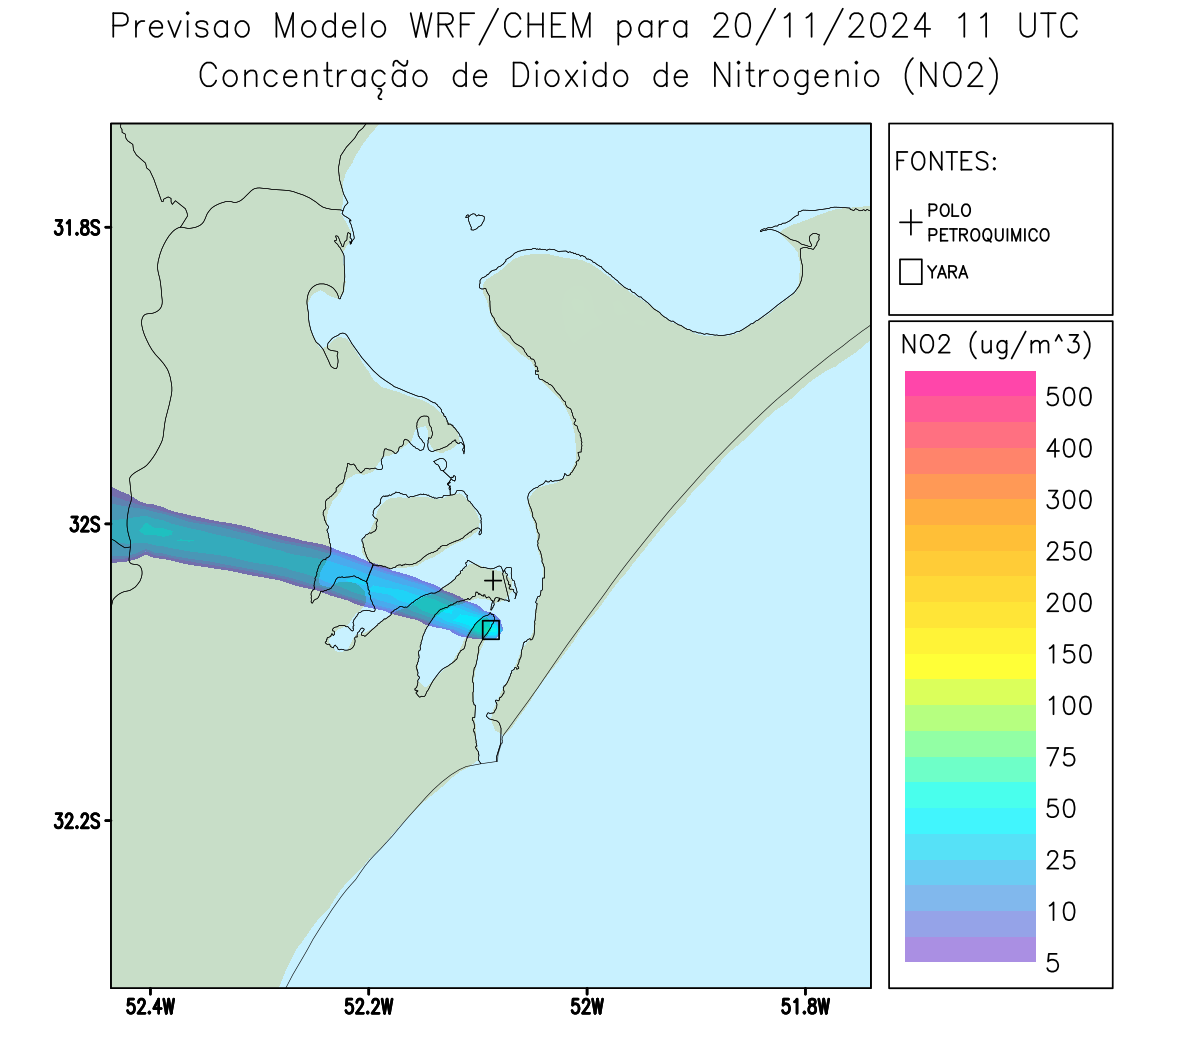 Previsao Modelo WRF/CHEM para 20/11/2024 11 UTC
Concentração de Dioxido de Nitrogenio (NO2)
FONTES:
POLO
PETROQUIMICO
YARA
31.8S
32S
32.2S
52.4W
52.2W
52W
51.8W
NO2 (ug/m^3)
500
400
300
250
200
150
100
75
50
25
10
5